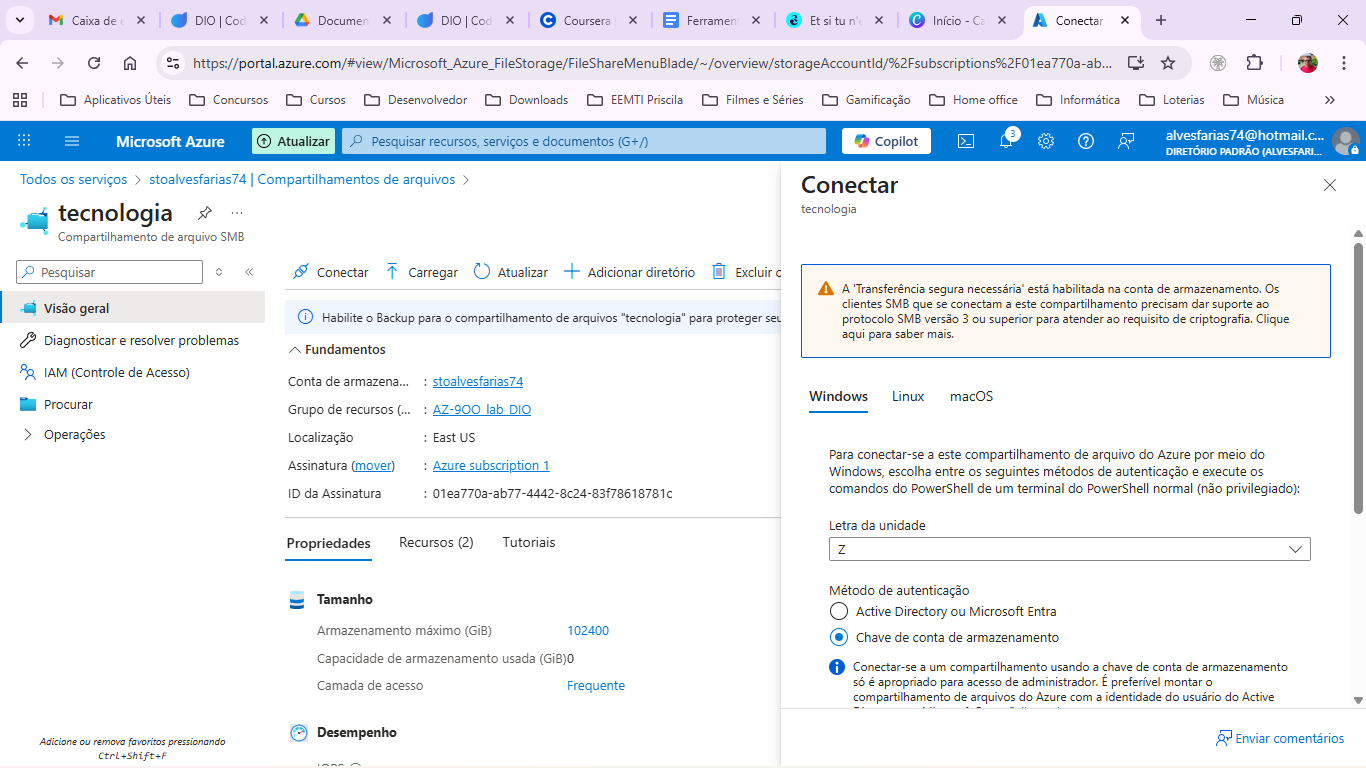 Caixa de e
DIO | Cod
Documen
DIO | Cod
Coursera |
Ferrament
Et si tu n'e
Início - Ca
Conectar
https://portal.azure.com/#view/Microsoft_Azure_FileStorage/FileShareMenuBlade/~/overview/storageAccountId/%2Fsubscriptions%2F01ea770a-ab...
Aplicativos Úteis
Concursos
Cursos
Desenvolvedor
Downloads
EEMTI Priscila
Filmes e Séries
Gamificação
Home office
Informática
Loterias
Música
Microsoft Azure
Atualizar
Pesquisar recursos, serviços e documentos (G+/)
Copilot
3
alvesfarias74@hotmail.c...
DIRETÓRIO PADRÃO (ALVESFARI...
Todos os serviços > stoalvesfarias74 | Compartilhamentos de arquivos >
tecnologia
...
Compartilhamento de arquivo SMB
Pesquisar
Visão geral
Diagnosticar e resolver problemas
IAM (Controle de Acesso)
Procurar
Operações
Adicione ou remova favoritos pressionando
Ctrl+Shift+F
Conectar
Carregar
Atualizar
Adicionar diretório
Excluir
Habilite o Backup para o compartilhamento de arquivos "tecnologia" para proteger seu
Fundamentos
Conta de armazena... : stoalvesfarias74
Grupo de recursos (... : AZ-9OO_lab_DIO
Localização : East US
Assinatura (mover) : Azure subscription 1
ID da Assinatura : 01ea770a-ab77-4442-8c24-83f78618781c
Propriedades
Recursos (2)
Tutoriais
Tamanho
Armazenamento máximo (GiB) 102400
Capacidade de armazenamento usada (GiB) 0
Camada de acesso Frequente
Desempenho
Conectar
tecnologia
A 'Transferência segura necessária' está habilitada na conta de armazenamento. Os
clientes SMB que se conectam a este compartilhamento precisam dar suporte ao
protocolo SMB versão 3 ou superior para atender ao requisito de criptografia. Clique
aqui para saber mais.
Windows
Linux
macOS
Para conectar-se a este compartilhamento de arquivo do Azure por meio do
Windows, escolha entre os seguintes métodos de autenticação e execute os
comandos do PowerShell de um terminal do PowerShell normal (não privilegiado):
Letra da unidade
Z
Método de autenticação
Active Directory ou Microsoft Entra
Chave de conta de armazenamento
Conectar-se a um compartilhamento usando a chave de conta de armazenamento
só é apropriado para acesso de administrador. É preferível montar o
compartilhamento de arquivos do Azure com a identidade do usuário do Active
Enviar comentários